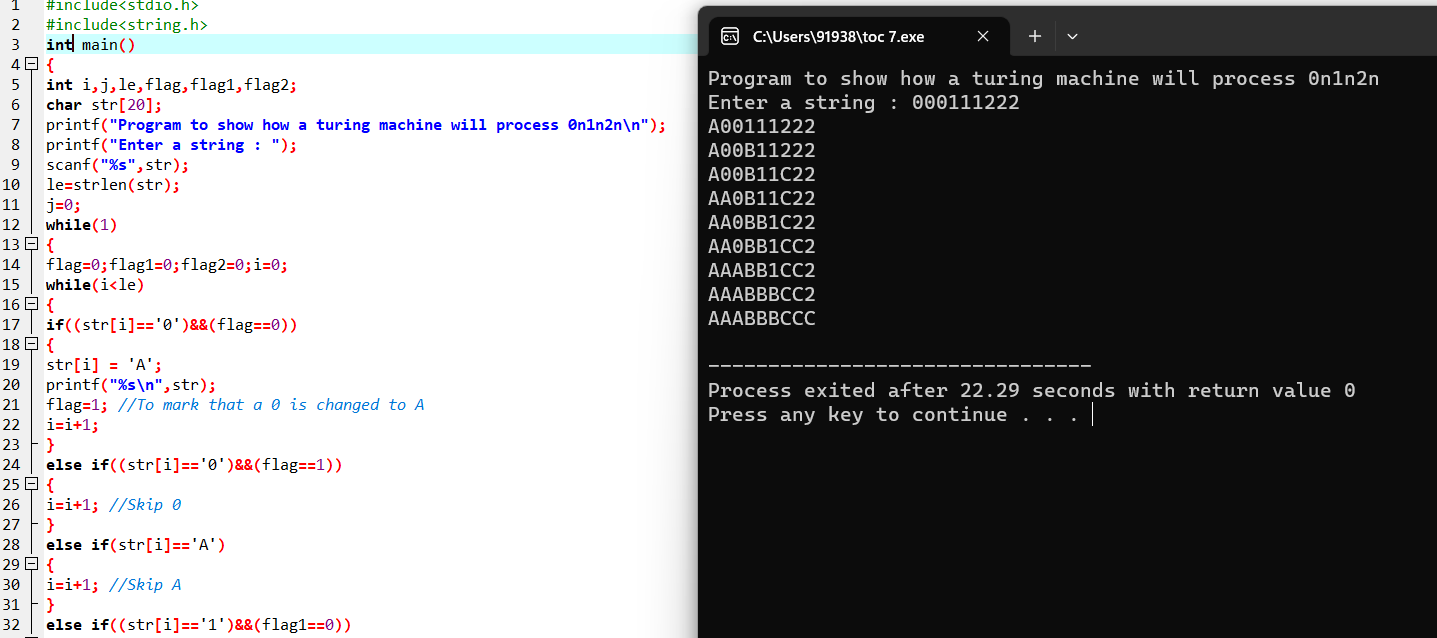 1 #include<stdio.h>
2 #include<string.h>
3 int main()
4 {
5 int i,j,le,flag,flag1,flag2;
6 char str[20];
7 printf("Program to show how a turing machine will process 0n1n2n\n");
8 printf("Enter a string : ");
9 scanf("%s",str);
10 le=strlen(str);
11 j=0;
12 while(1)
13 {
14 flag=0;flag1=0;flag2=0;i=0;
15 while(i<le)
16 {
17 if((str[i]=='0')&&(flag==0))
18 {
19 str[i] = 'A';
20 printf("%s\n",str);
21 flag=1; //To mark that a 0 is changed to A
22 i=i+1;
23 }
24 else if((str[i]=='0')&&(flag==1))
25 {
26 i=i+1; //Skip 0
27 }
28 else if(str[i]=='A')
29 {
30 i=i+1; //Skip A
31 }
32 else if((str[i]=='1')&&(flag1==0))
C:\Users\91938\toc 7.exe
Program to show how a turing machine will process 0n1n2n
Enter a string : 000111222
A00111222
A00B11222
A00B11C22
AA0B11C22
AA0BB1C22
AA0BB1CC2
AAABB1CC2
AAABBBCC2
AAABBBCCC
--------------------------------
Process exited after 22.29 seconds with return value 0
Press any key to continue . . .